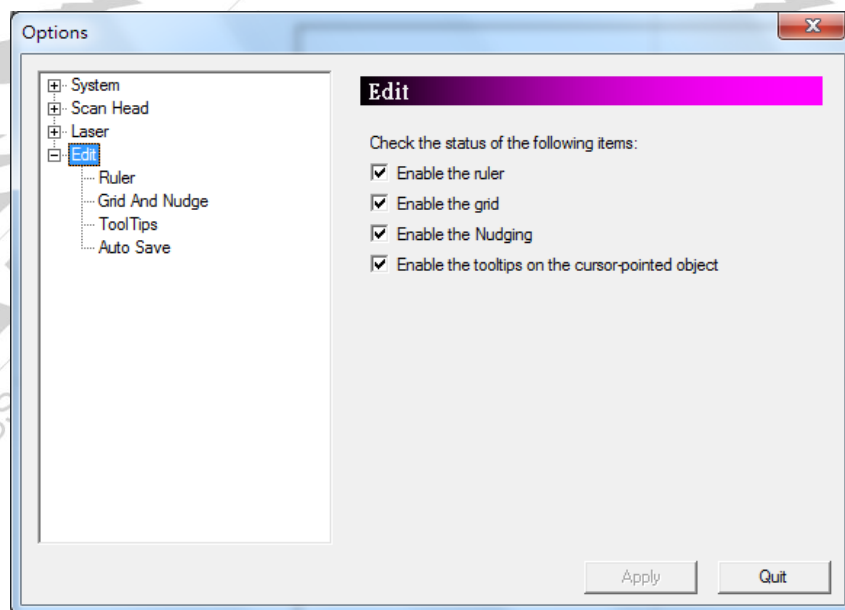 Options
System
Scan Head
Laser
Edit
Ruler
Grid And Nudge
ToolTips
Auto Save
Edit
Check the status of the following items:
Enable the ruler
Enable the grid
Enable the Nudging
Enable the tooltips on the cursor-pointed object
Apply
Quit